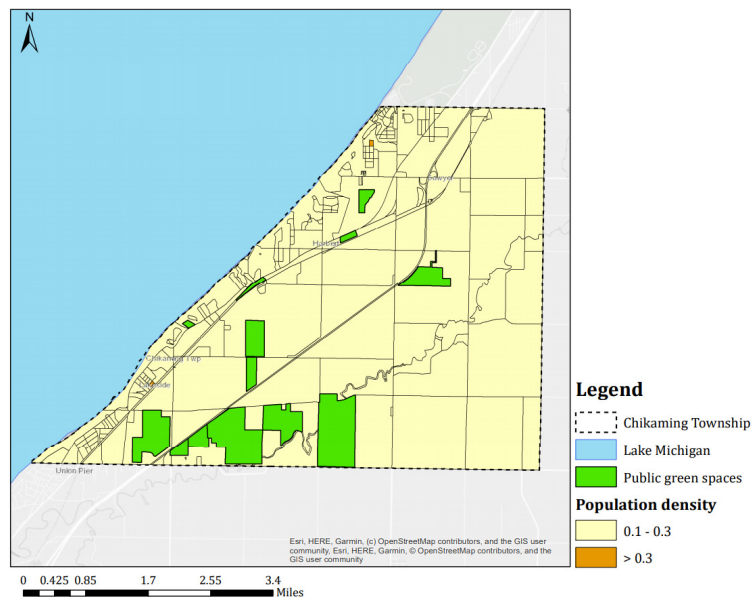 N
Sawyer
Harbert
Chikaming Twp
Lakeside
Union Pier
Esri, HERE, Garmin, (c) OpenStreetMap contributors, and the GIS user
community, Esri, HERE, Garmin, © OpenStreetMap contributors, and the
GIS user community
Legend
Chikaming Township
Lake Michigan
Public green spaces
Population density
0.1 - 0.3
> 0.3
0 0.425 0.85 1.7 2.55 3.4
Miles